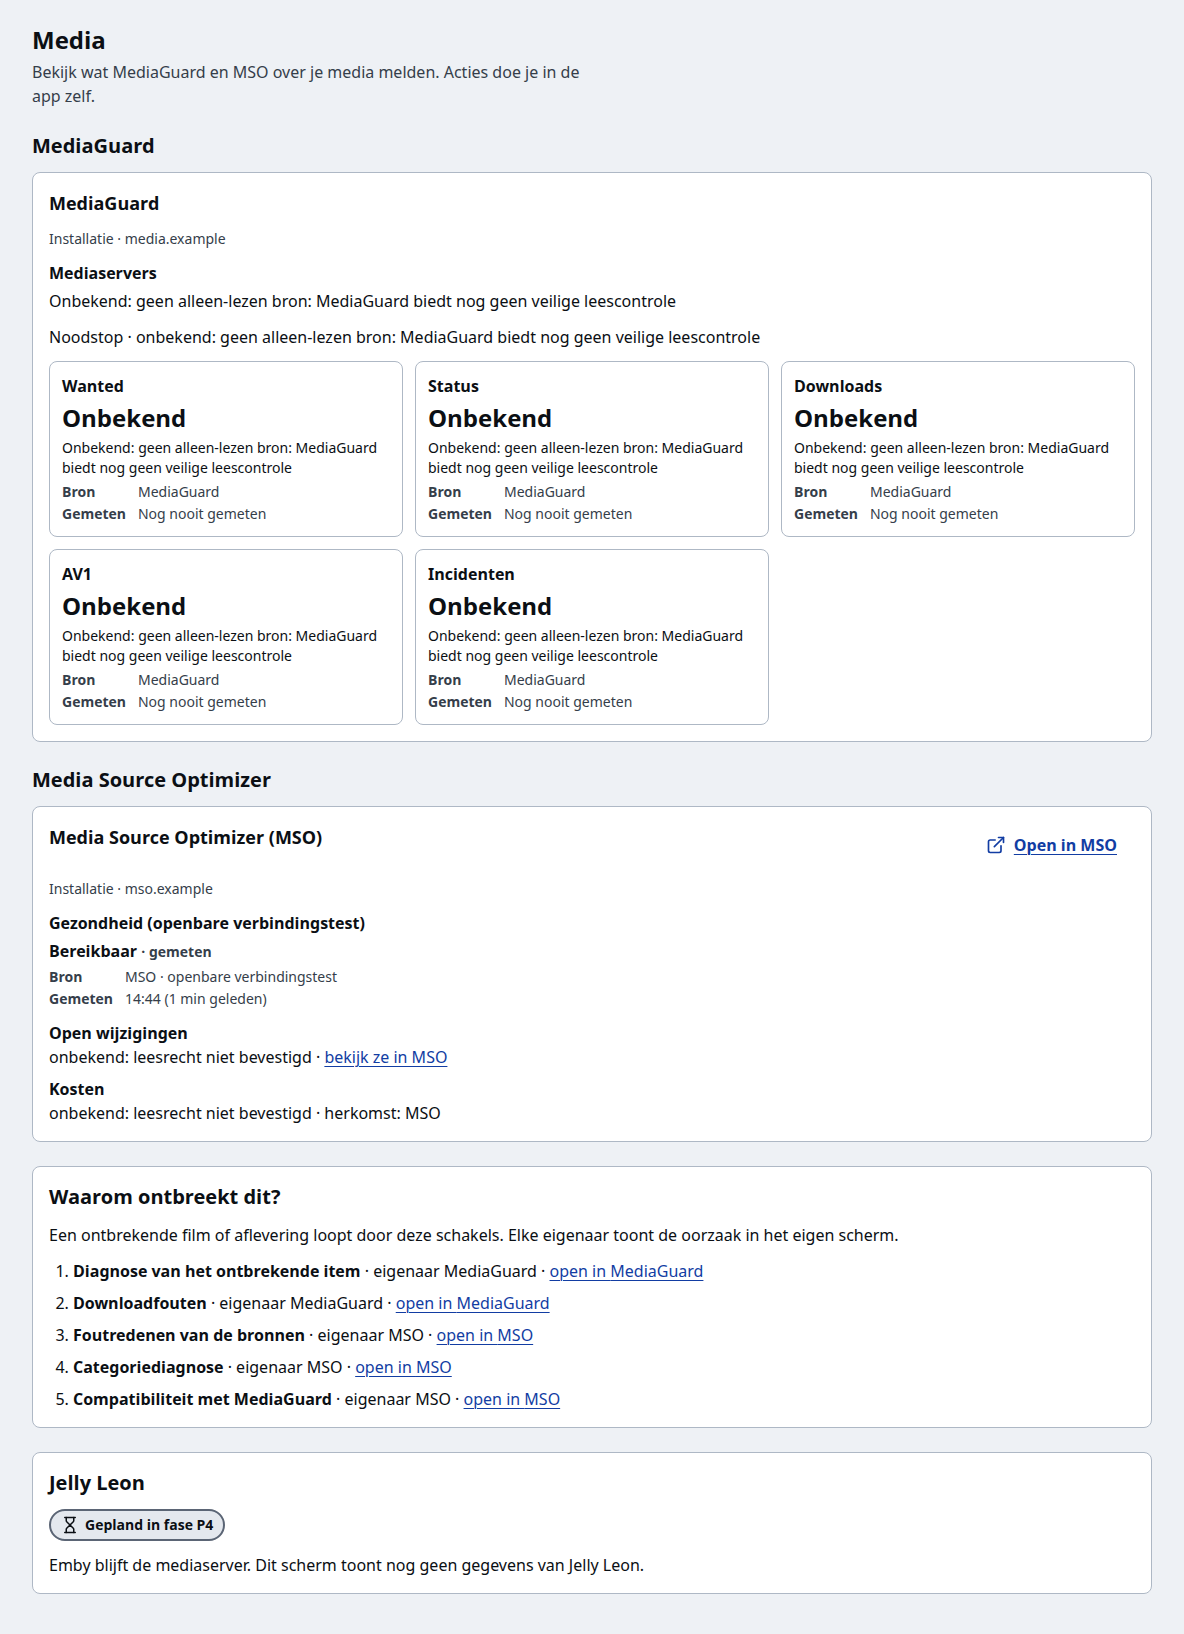 Media
Bekijk wat MediaGuard en MSO over je media melden. Acties doe je in de
app zelf.
MediaGuard
MediaGuard
Installatie · media.example
Mediaservers
Onbekend: geen alleen-lezen bron: MediaGuard biedt nog geen veilige leescontrole
Noodstop · onbekend: geen alleen-lezen bron: MediaGuard biedt nog geen veilige leescontrole
Wanted
Onbekend
Onbekend: geen alleen-lezen bron: MediaGuard
biedt nog geen veilige leescontrole
Bron MediaGuard
Gemeten Nog nooit gemeten
Status
Onbekend
Onbekend: geen alleen-lezen bron: MediaGuard
biedt nog geen veilige leescontrole
Bron MediaGuard
Gemeten Nog nooit gemeten
Downloads
Onbekend
Onbekend: geen alleen-lezen bron: MediaGuard
biedt nog geen veilige leescontrole
Bron MediaGuard
Gemeten Nog nooit gemeten
AV1
Onbekend
Onbekend: geen alleen-lezen bron: MediaGuard
biedt nog geen veilige leescontrole
Bron MediaGuard
Gemeten Nog nooit gemeten
Incidenten
Onbekend
Onbekend: geen alleen-lezen bron: MediaGuard
biedt nog geen veilige leescontrole
Bron MediaGuard
Gemeten Nog nooit gemeten
Media Source Optimizer
Media Source Optimizer (MSO)
Open in MSO
Installatie · mso.example
Gezondheid (openbare verbindingstest)
Bereikbaar · gemeten
Bron MSO · openbare verbindingstest
Gemeten 14:44 (1 min geleden)
Open wijzigingen
onbekend: leesrecht niet bevestigd · bekijk ze in MSO
Kosten
onbekend: leesrecht niet bevestigd · herkomst: MSO
Waarom ontbreekt dit?
Een ontbrekende film of aflevering loopt door deze schakels. Elke eigenaar toont de oorzaak in het eigen scherm.
1. Diagnose van het ontbrekende item · eigenaar MediaGuard · open in MediaGuard
2. Downloadfouten · eigenaar MediaGuard · open in MediaGuard
3. Foutredenen van de bronnen · eigenaar MSO · open in MSO
4. Categoriediagnose · eigenaar MSO · open in MSO
5. Compatibiliteit met MediaGuard · eigenaar MSO · open in MSO
Jelly Leon
Gepland in fase P4
Emby blijft de mediaserver. Dit scherm toont nog geen gegevens van Jelly Leon.